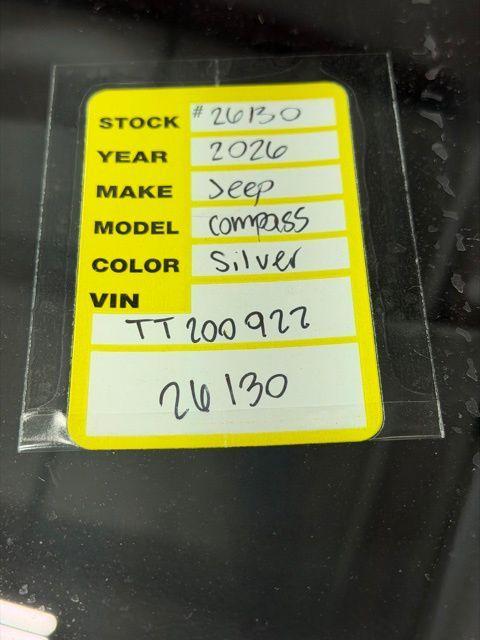 STOCK # 26130
YEAR 2026
MAKE Jeep
MODEL Compass
COLOR Silver
VIN
TT200922
26130